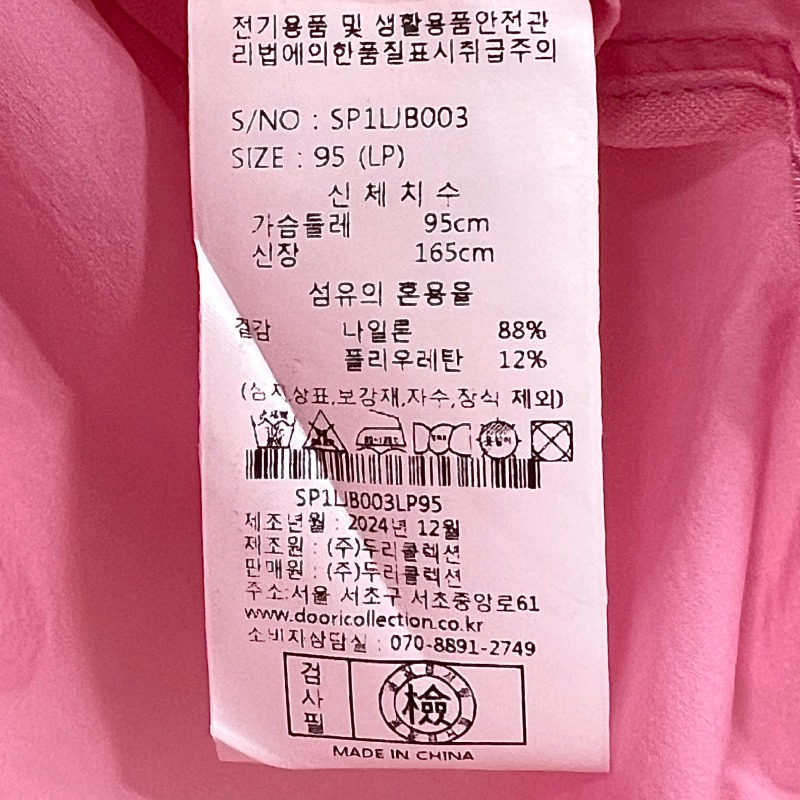 전기용품 및 생활용품안전관
리법에의한품질표시취급주의
S/NO : SP1LJB003
SIZE : 95 (LP)
신 체 치 수
가슴둘레 95cm
신장 165cm
섬유의 혼용율
겉감 나일론 88%
폴리우레탄 12%
(심지,상표,보강재,자수,장식 제외)
SP1LJB003LP95
제조년월 : 2024년 12월
제조원 : (주)두리콜렉션
판매원 : (주)두리콜렉션
주소:서울 서초구 서초중앙로61
www.dooricollection.co.kr
소비자상담실 : 070-8891-2749
검사필 檢
MADE IN CHINA